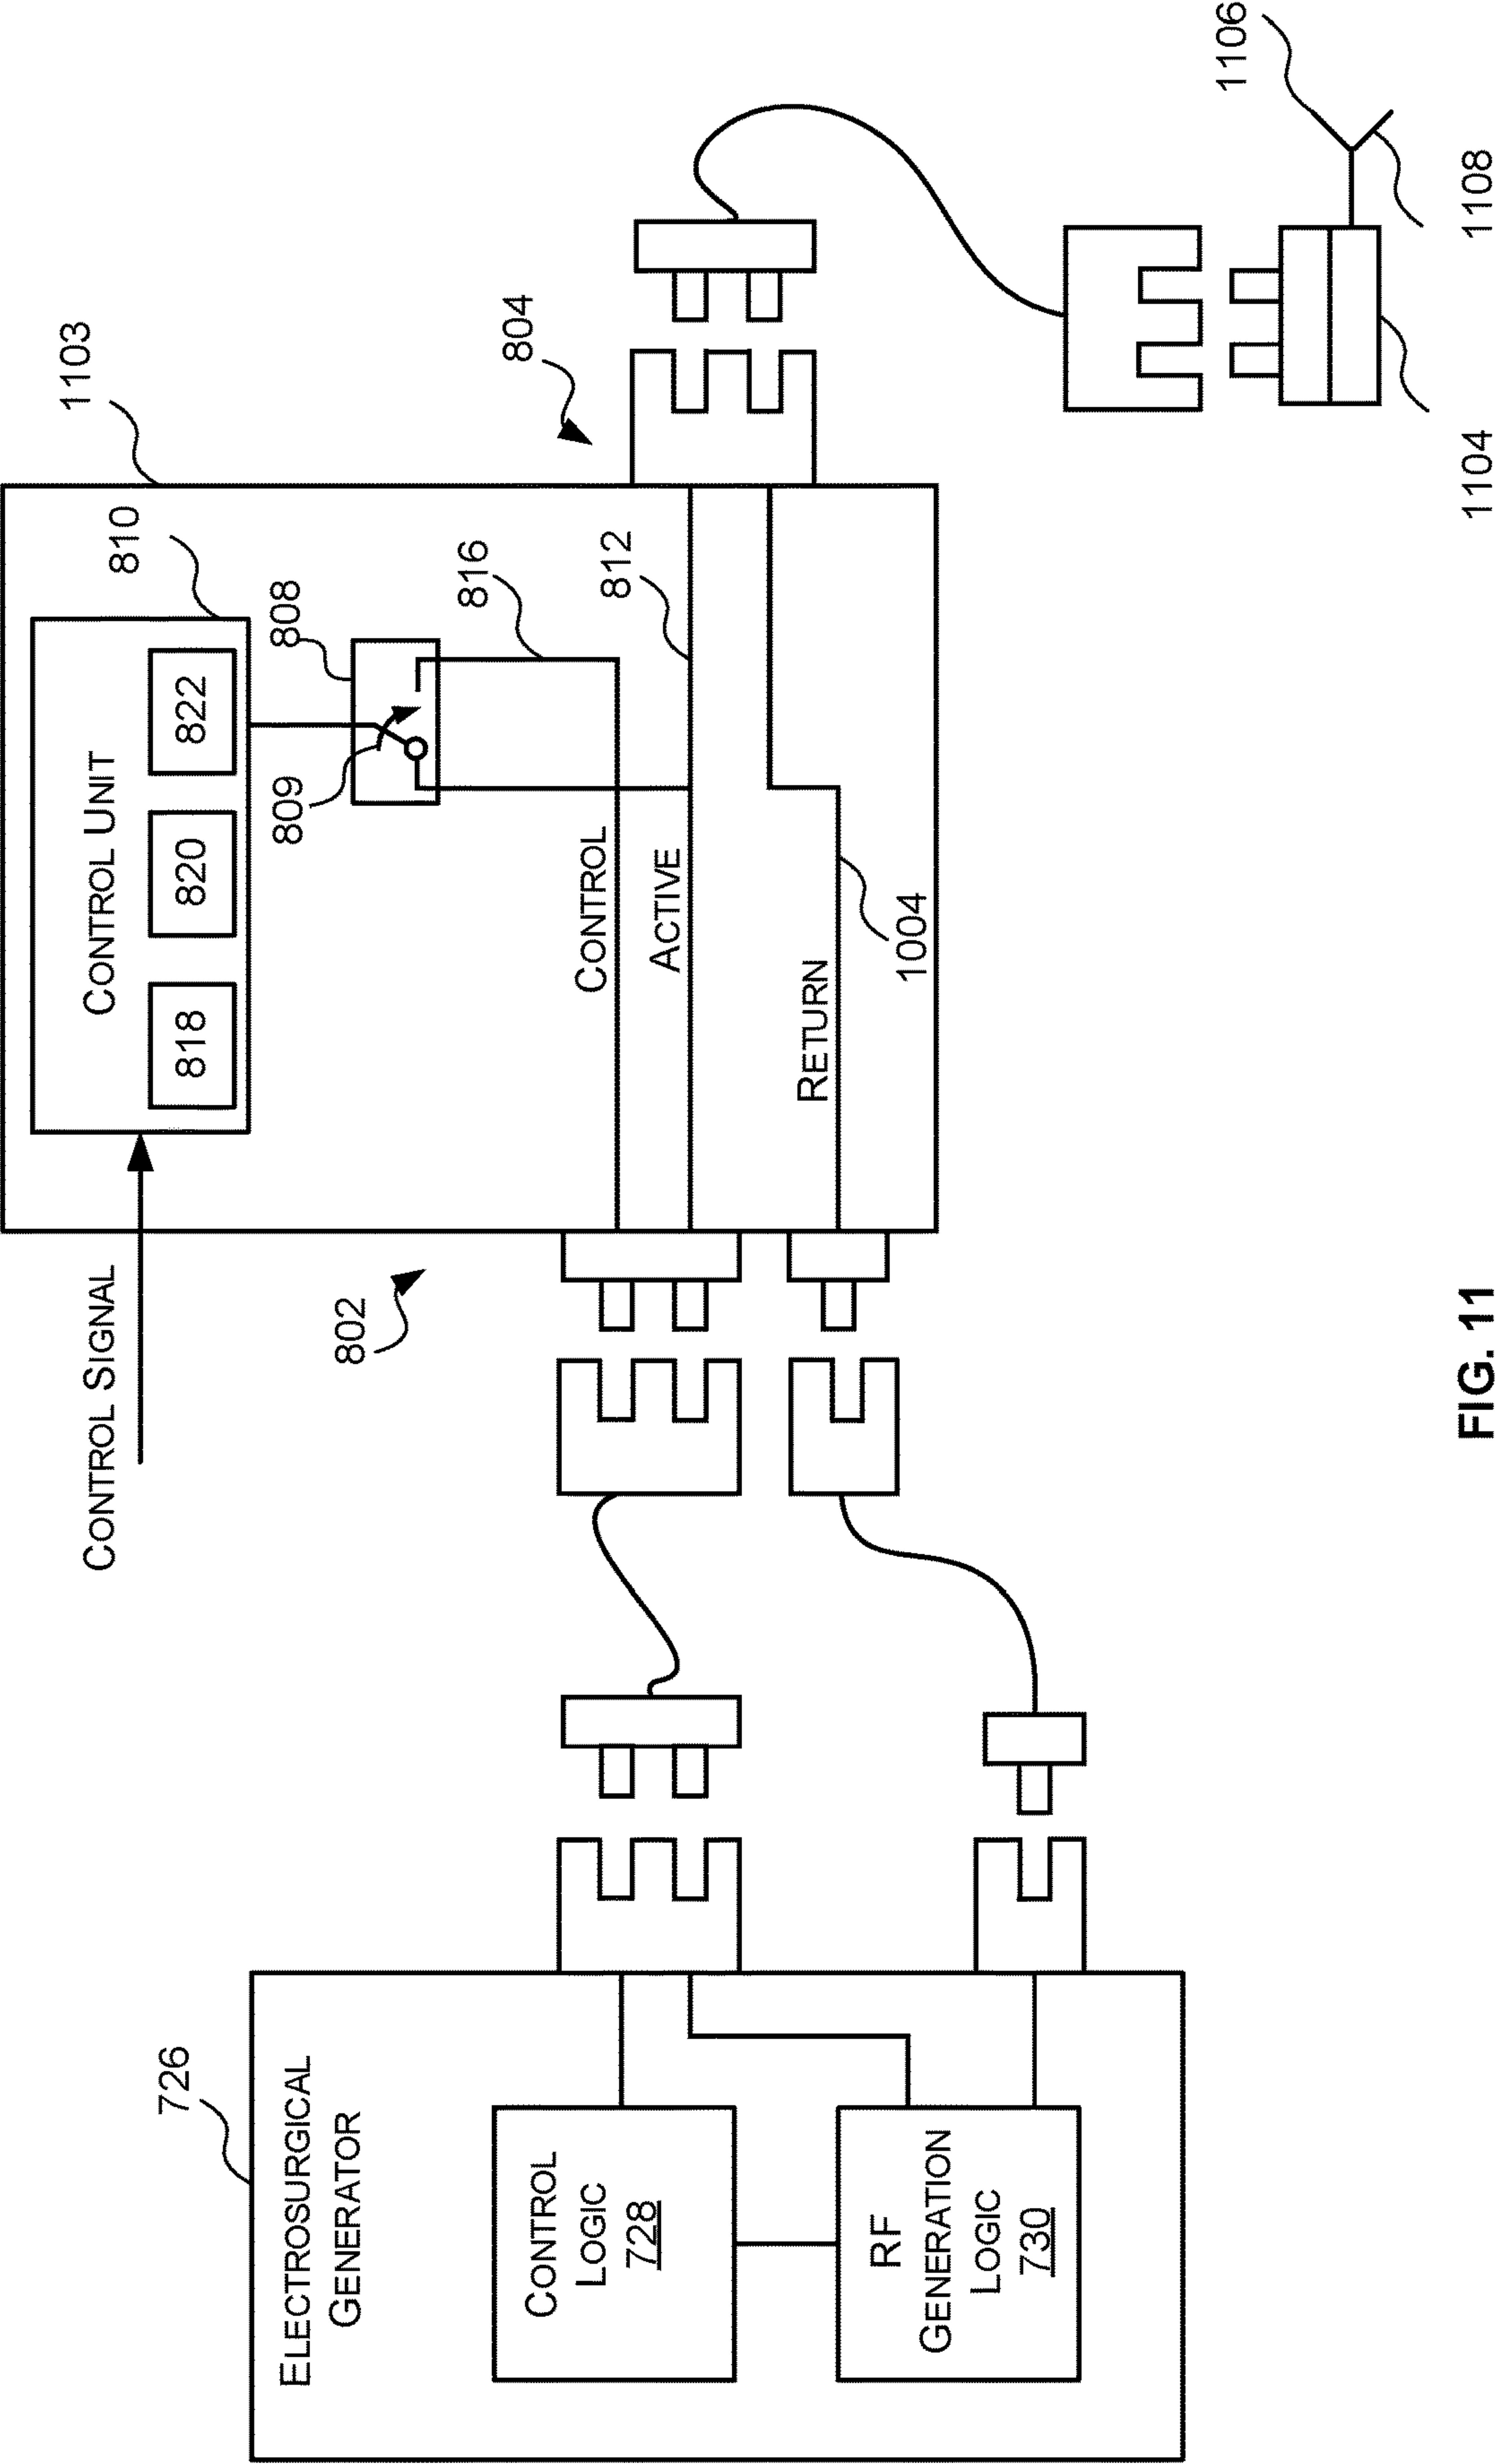 726
ELECTROSURGICAL
GENERATOR
CONTROL
LOGIC
728
RF
GENERATION
LOGIC
730
CONTROL SIGNAL
802
1103
CONTROL UNIT
818
820
822
810
808
809
816
812
CONTROL
ACTIVE
RETURN
1004
804
1106
1108
1104
FIG. 11